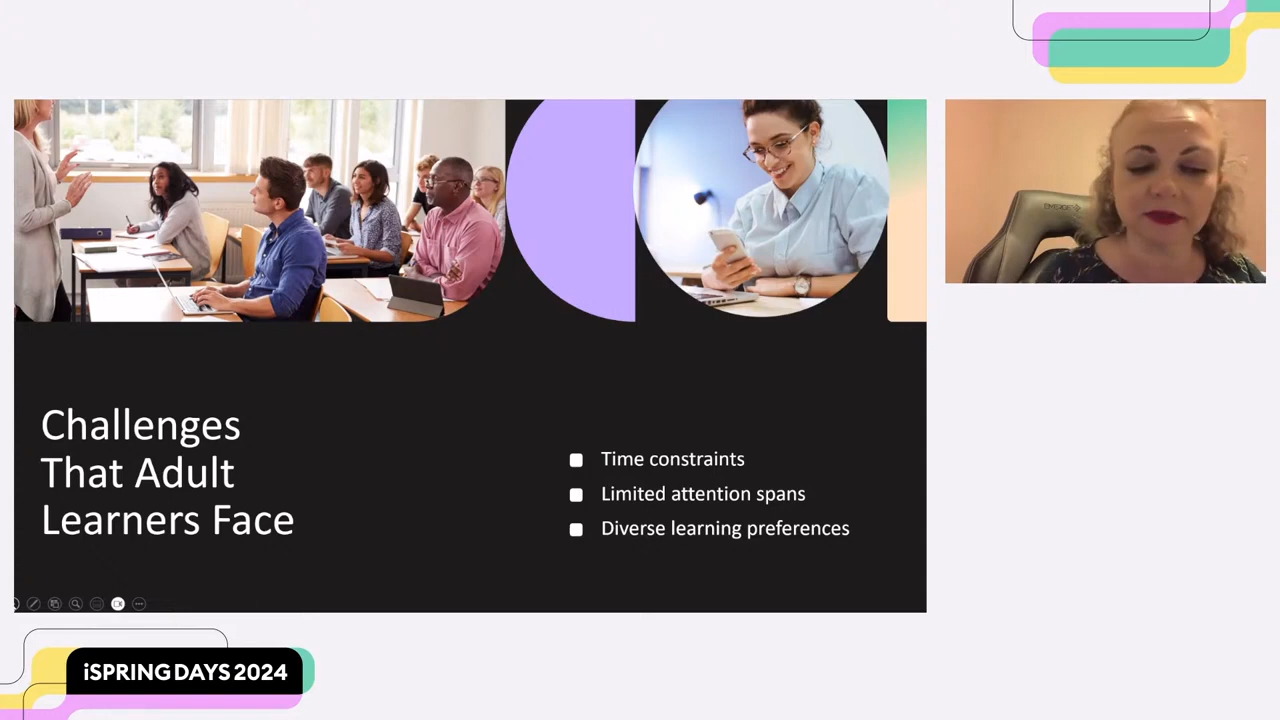 Challenges
That Adult
Learners Face
Time constraints
Limited attention spans
Diverse learning preferences
iSPRING DAYS 2024